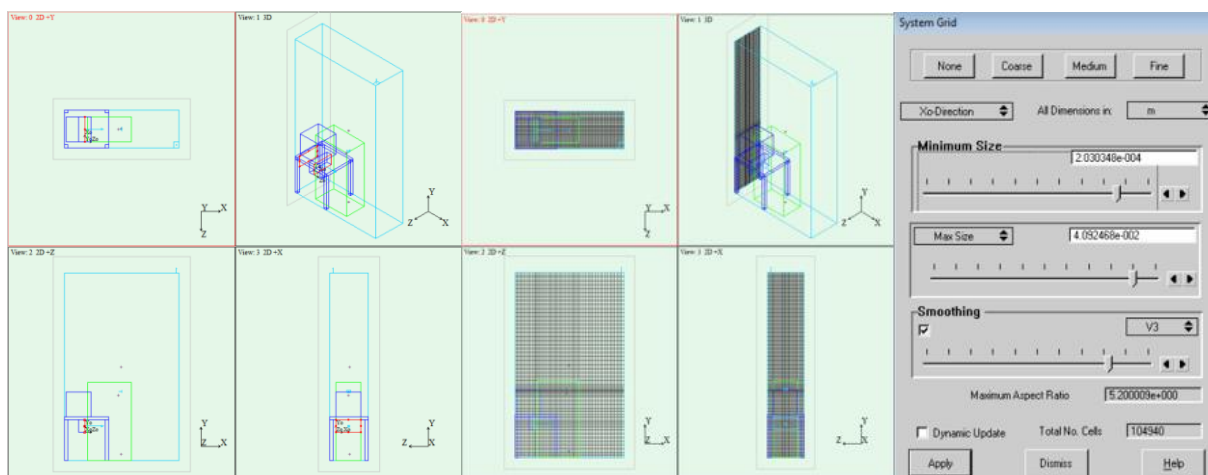 View: 0 2D +Y
View: 1 3D
View: 0 2D +Y
View: 1 3D
System Grid
None Coarse Medium Fine
Xo-Direction All Dimensions in: m
Minimum Size
2.030348e-004
Max Size 4.092468e-002
Smoothing
V3
Maximum Aspect Ratio 5.200009e+000
Dynamic Update Total No. Cells 104940
Apply Dismiss Help
Y X
Z
Y
Z X
Y X
Z
Y
Z X
View: 2 2D +Z
View: 3 2D +X
View: 2 2D +Z
View: 3 2D +X
Y
Z X
Y
X Z
Y
Z X
Y
X Z